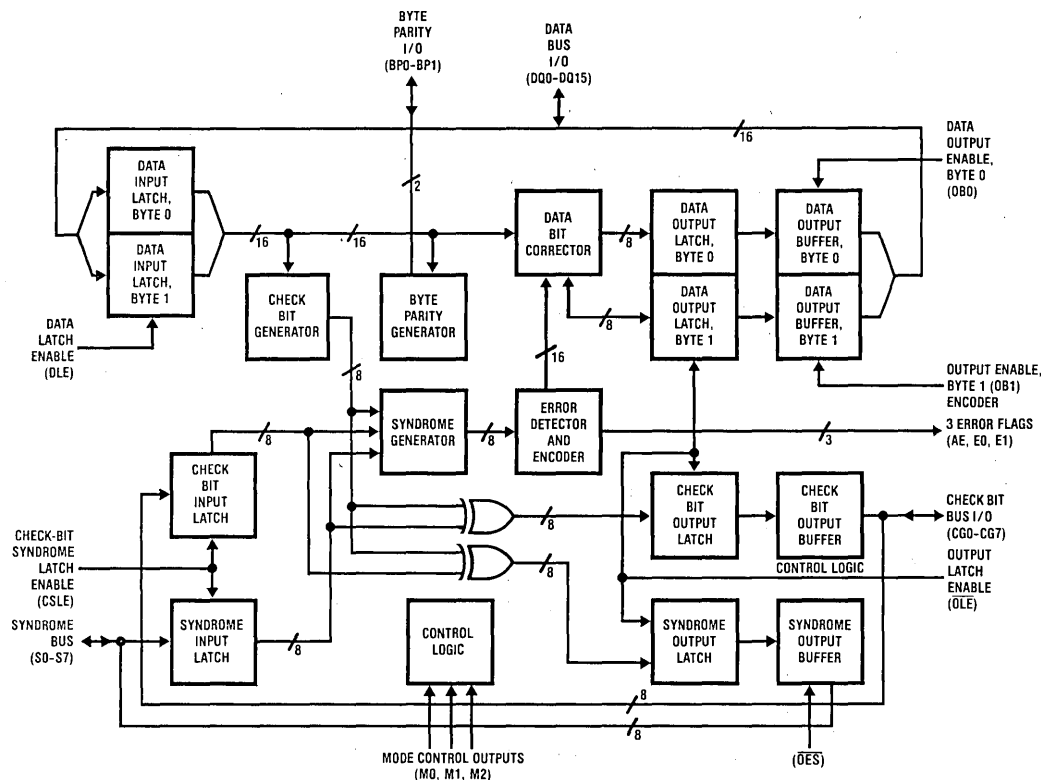 BYTE
PARITY
I/O
(BP0-BP1)
DATA
BUS
I/O
(DQ0-DQ15)
16
DATA
OUTPUT
ENABLE,
BYTE 0
(OB0)
DATA
INPUT
LATCH,
BYTE 0
DATA
INPUT
LATCH,
BYTE 1
2
16
16
DATA
BIT
CORRECTOR
8
DATA
OUTPUT
LATCH,
BYTE 0
DATA
OUTPUT
BUFFER,
BYTE 0
DATA
OUTPUT
LATCH,
BYTE 1
DATA
OUTPUT
BUFFER,
BYTE 1
8
DATA
LATCH
ENABLE
(DLE)
CHECK
BIT
GENERATOR
BYTE
PARITY
GENERATOR
8
16
OUTPUT ENABLE,
BYTE 1 (OB1)
ENCODER
SYNDROME
GENERATOR
8
ERROR
DETECTOR
AND
ENCODER
3
3 ERROR FLAGS
(AE, E0, E1)
8
CHECK
BIT
INPUT
LATCH
8
CHECK
BIT
OUTPUT
LATCH
CHECK
BIT
OUTPUT
BUFFER
CHECK BIT
BUS I/O
(CG0-CG7)
CONTROL LOGIC
CHECK-BIT
SYNDROME
LATCH
ENABLE
(CSLE)
8
OUTPUT
LATCH
ENABLE
(OLE)
SYNDROME
BUS
(S0-S7)
SYNDROME
INPUT
LATCH
8
CONTROL
LOGIC
SYNDROME
OUTPUT
LATCH
SYNDROME
OUTPUT
BUFFER
8
8
MODE CONTROL OUTPUTS
(M0, M1, M2)
(OES)